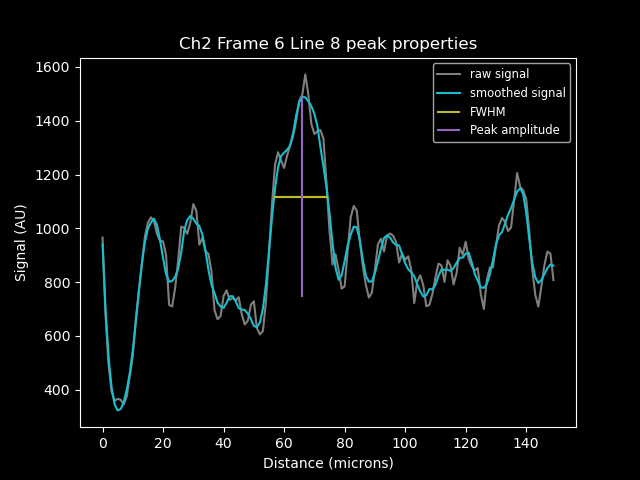 Ch2 Frame 6 Line 8 peak properties
raw signal
smoothed signal
FWHM
Peak amplitude
Signal (AU)
1600
1400
1200
1000
800
600
400
0 20 40 60 80 100 120 140
Distance (microns)